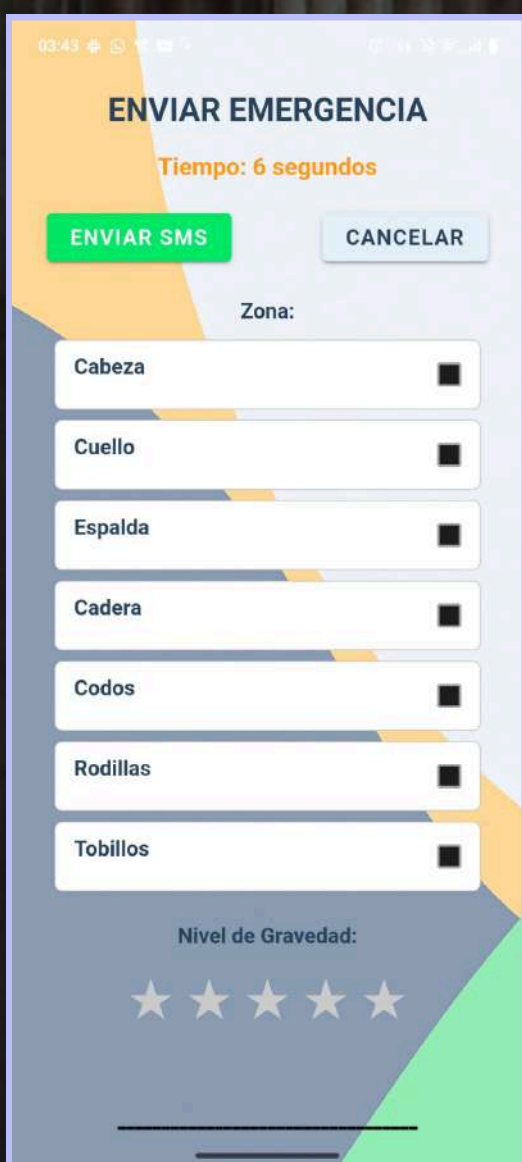 03:43
ENVIAR EMERGENCIA
Tiempo: 6 segundos
ENVIAR SMS
CANCELAR
Zona:
Cabeza
Cuello
Espalda
Cadera
Codos
Rodillas
Tobillos
Nivel de Gravedad: